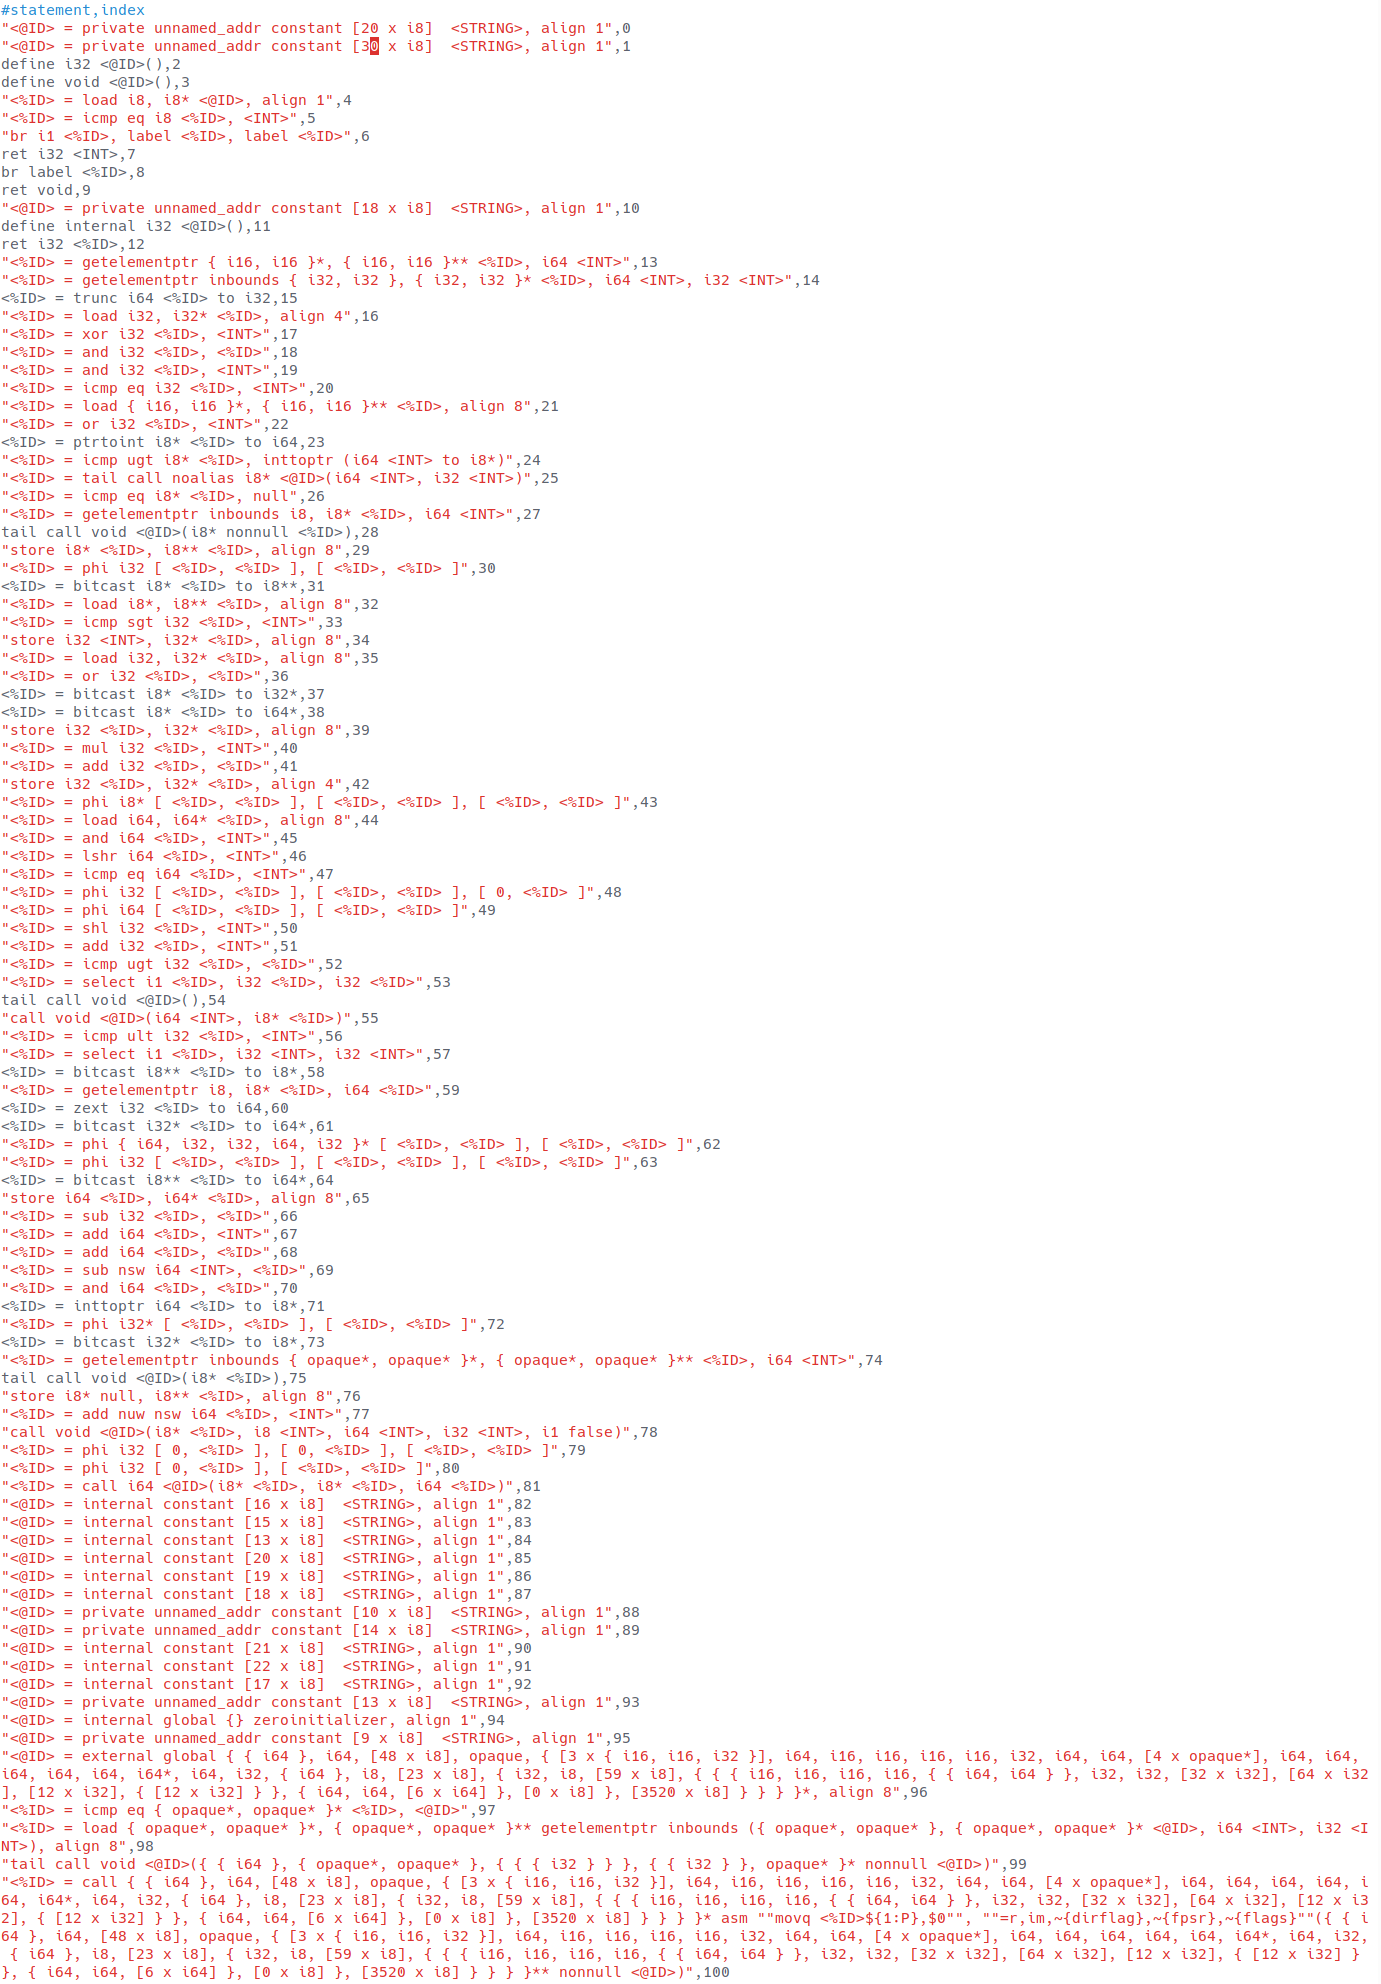 #statement,index
"<@ID> = private unnamed_addr constant [20 x i8]  <STRING>, align 1",0
"<@ID> = private unnamed_addr constant [30 x i8]  <STRING>, align 1",1
define i32 <@ID>(),2
define void <@ID>(),3
"<%ID> = load i8, i8* <@ID>, align 1",4
"<%ID> = icmp eq i8 <%ID>, <INT>",5
"br i1 <%ID>, label <%ID>, label <%ID>",6
ret i32 <INT>,7
br label <%ID>,8
ret void,9
"<@ID> = private unnamed_addr constant [18 x i8]  <STRING>, align 1",10
define internal i32 <@ID>(),11
ret i32 <%ID>,12
"<%ID> = getelementptr { i16, i16 }*, { i16, i16 }** <%ID>, i64 <INT>",13
"<%ID> = getelementptr inbounds { i32, i32 }, { i32, i32 }* <%ID>, i64 <INT>, i32 <INT>",14
<%ID> = trunc i64 <%ID> to i32,15
"<%ID> = load i32, i32* <%ID>, align 4",16
"<%ID> = xor i32 <%ID>, <INT>",17
"<%ID> = and i32 <%ID>, <%ID>",18
"<%ID> = and i32 <%ID>, <INT>",19
"<%ID> = icmp eq i32 <%ID>, <INT>",20
"<%ID> = load { i16, i16 }*, { i16, i16 }** <%ID>, align 8",21
"<%ID> = or i32 <%ID>, <INT>",22
<%ID> = ptrtoint i8* <%ID> to i64,23
"<%ID> = icmp ugt i8* <%ID>, inttoptr (i64 <INT> to i8*)",24
"<%ID> = tail call noalias i8* <@ID>(i64 <INT>, i32 <INT>)",25
"<%ID> = icmp eq i8* <%ID>, null",26
"<%ID> = getelementptr inbounds i8, i8* <%ID>, i64 <INT>",27
tail call void <@ID>(i8* nonnull <%ID>),28
"store i8* <%ID>, i8** <%ID>, align 8",29
"<%ID> = phi i32 [ <%ID>, <%ID> ], [ <%ID>, <%ID> ]",30
<%ID> = bitcast i8* <%ID> to i8**,31
"<%ID> = load i8*, i8** <%ID>, align 8",32
"<%ID> = icmp sgt i32 <%ID>, <INT>",33
"store i32 <INT>, i32* <%ID>, align 8",34
"<%ID> = load i32, i32* <%ID>, align 8",35
"<%ID> = or i32 <%ID>, <%ID>",36
<%ID> = bitcast i8* <%ID> to i32*,37
<%ID> = bitcast i8* <%ID> to i64*,38
"store i32 <%ID>, i32* <%ID>, align 8",39
"<%ID> = mul i32 <%ID>, <INT>",40
"<%ID> = add i32 <%ID>, <%ID>",41
"store i32 <%ID>, i32* <%ID>, align 4",42
"<%ID> = phi i8* [ <%ID>, <%ID> ], [ <%ID>, <%ID> ], [ <%ID>, <%ID> ]",43
"<%ID> = load i64, i64* <%ID>, align 8",44
"<%ID> = and i64 <%ID>, <INT>",45
"<%ID> = lshr i64 <%ID>, <INT>",46
"<%ID> = icmp eq i64 <%ID>, <INT>",47
"<%ID> = phi i32 [ <%ID>, <%ID> ], [ <%ID>, <%ID> ], [ 0, <%ID> ]",48
"<%ID> = phi i64 [ <%ID>, <%ID> ], [ <%ID>, <%ID> ]",49
"<%ID> = shl i32 <%ID>, <INT>",50
"<%ID> = add i32 <%ID>, <INT>",51
"<%ID> = icmp ugt i32 <%ID>, <%ID>",52
"<%ID> = select i1 <%ID>, i32 <%ID>, i32 <%ID>",53
tail call void <@ID>(),54
"call void <@ID>(i64 <INT>, i8* <%ID>)",55
"<%ID> = icmp ult i32 <%ID>, <INT>",56
"<%ID> = select i1 <%ID>, i32 <INT>, i32 <INT>",57
<%ID> = bitcast i8** <%ID> to i8*,58
"<%ID> = getelementptr i8, i8* <%ID>, i64 <%ID>",59
<%ID> = zext i32 <%ID> to i64,60
<%ID> = bitcast i32* <%ID> to i64*,61
"<%ID> = phi { i64, i32, i32, i64, i32 }* [ <%ID>, <%ID> ], [ <%ID>, <%ID> ]",62
"<%ID> = phi i32 [ <%ID>, <%ID> ], [ <%ID>, <%ID> ], [ <%ID>, <%ID> ]",63
<%ID> = bitcast i8** <%ID> to i64*,64
"store i64 <%ID>, i64* <%ID>, align 8",65
"<%ID> = sub i32 <%ID>, <%ID>",66
"<%ID> = add i64 <%ID>, <INT>",67
"<%ID> = add i64 <%ID>, <%ID>",68
"<%ID> = sub nsw i64 <INT>, <%ID>",69
"<%ID> = and i64 <%ID>, <%ID>",70
<%ID> = inttoptr i64 <%ID> to i8*,71
"<%ID> = phi i32* [ <%ID>, <%ID> ], [ <%ID>, <%ID> ]",72
<%ID> = bitcast i32* <%ID> to i8*,73
"<%ID> = getelementptr inbounds { opaque*, opaque* }*, { opaque*, opaque* }** <%ID>, i64 <INT>",74
tail call void <@ID>(i8* <%ID>),75
"store i8* null, i8** <%ID>, align 8",76
"<%ID> = add nuw nsw i64 <%ID>, <INT>",77
"call void <@ID>(i8* <%ID>, i8 <INT>, i64 <INT>, i32 <INT>, i1 false)",78
"<%ID> = phi i32 [ 0, <%ID> ], [ 0, <%ID> ], [ <%ID>, <%ID> ]",79
"<%ID> = phi i32 [ 0, <%ID> ], [ <%ID>, <%ID> ]",80
"<%ID> = call i64 <@ID>(i8* <%ID>, i8* <%ID>, i64 <%ID>)",81
"<@ID> = internal constant [16 x i8]  <STRING>, align 1",82
"<@ID> = internal constant [15 x i8]  <STRING>, align 1",83
"<@ID> = internal constant [13 x i8]  <STRING>, align 1",84
"<@ID> = internal constant [20 x i8]  <STRING>, align 1",85
"<@ID> = internal constant [19 x i8]  <STRING>, align 1",86
"<@ID> = internal constant [18 x i8]  <STRING>, align 1",87
"<@ID> = private unnamed_addr constant [10 x i8]  <STRING>, align 1",88
"<@ID> = private unnamed_addr constant [14 x i8]  <STRING>, align 1",89
"<@ID> = internal constant [21 x i8]  <STRING>, align 1",90
"<@ID> = internal constant [22 x i8]  <STRING>, align 1",91
"<@ID> = internal constant [17 x i8]  <STRING>, align 1",92
"<@ID> = private unnamed_addr constant [13 x i8]  <STRING>, align 1",93
"<@ID> = internal global {} zeroinitializer, align 1",94
"<@ID> = private unnamed_addr constant [9 x i8]  <STRING>, align 1",95
"<@ID> = external global { { i64 }, i64, [48 x i8], opaque, { [3 x { i16, i16, i32 }], i64, i16, i16, i16, i16, i32, i64, i64, [4 x opaque*], i64, i64,
i64, i64, i64, i64*, i64, i32, { i64 }, i8, [23 x i8], { i32, i8, [59 x i8], { { { i16, i16, i16, i16, { { i64, i64 } }, i32, i32, [32 x i32], [64 x i32
], [12 x i32], { [12 x i32] } }, { i64, i64, [6 x i64] }, [0 x i8] }, [3520 x i8] } } } }*, align 8",96
"<%ID> = icmp eq { opaque*, opaque* }* <%ID>, <@ID>",97
"<%ID> = load { opaque*, opaque* }*, { opaque*, opaque* }** getelementptr inbounds ({ opaque*, opaque* }, { opaque*, opaque* }* <@ID>, i64 <INT>, i32 <I
NT>), align 8",98
"tail call void <@ID>({ { i64 }, { opaque*, opaque* }, { { { i32 } } }, { { i32 } }, opaque* }* nonnull <@ID>)",99
"<%ID> = call { { i64 }, i64, [48 x i8], opaque, { [3 x { i16, i16, i32 }], i64, i16, i16, i16, i16, i32, i64, i64, [4 x opaque*], i64, i64, i64, i64, i
64, i64*, i64, i32, { i64 }, i8, [23 x i8], { i32, i8, [59 x i8], { { { i16, i16, i16, i16, { { i64, i64 } }, i32, i32, [32 x i32], [64 x i32], [12 x i3
2], { [12 x i32] } }, { i64, i64, [6 x i64] }, [0 x i8] }, [3520 x i8] } } } }* asm ""movq <%ID>${1:P},$0"", ""=r,im,~{dirflag},~{fpsr},~{flags}""({ { i
64 }, i64, [48 x i8], opaque, { [3 x { i16, i16, i32 }], i64, i16, i16, i16, i16, i32, i64, i64, [4 x opaque*], i64, i64, i64, i64, i64, i64*, i64, i32,
 { i64 }, i8, [23 x i8], { i32, i8, [59 x i8], { { { i16, i16, i16, i16, { { i64, i64 } }, i32, i32, [32 x i32], [64 x i32], [12 x i32], { [12 x i32] }
}, { i64, i64, [6 x i64] }, [0 x i8] }, [3520 x i8] } } } }** nonnull <@ID>)",100